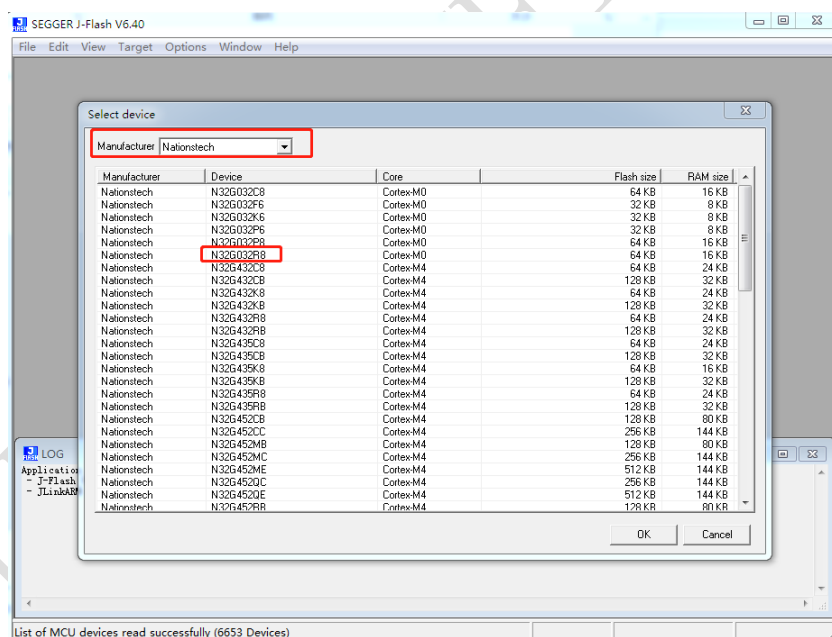 SEGGER J-Flash V6.40
File Edit View Target Options Window Help
Select device
Manufacturer Nationstech
Manufacturer Device Core Flash size RAM size
Nationstech N32G032C8 Cortex-M0 64 KB 16 KB
Nationstech N32G032F6 Cortex-M0 32 KB 8 KB
Nationstech N32G032K6 Cortex-M0 32 KB 8 KB
Nationstech N32G032P6 Cortex-M0 32 KB 8 KB
Nationstech N32G032P8 Cortex-M0 64 KB 16 KB
Nationstech N32G032R8 Cortex-M0 64 KB 16 KB
Nationstech N32G432C8 Cortex-M4 64 KB 24 KB
Nationstech N32G432CB Cortex-M4 128 KB 32 KB
Nationstech N32G432K8 Cortex-M4 64 KB 24 KB
Nationstech N32G432KB Cortex-M4 128 KB 32 KB
Nationstech N32G432R8 Cortex-M4 64 KB 24 KB
Nationstech N32G432RB Cortex-M4 128 KB 32 KB
Nationstech N32G435C8 Cortex-M4 64 KB 24 KB
Nationstech N32G435CB Cortex-M4 128 KB 32 KB
Nationstech N32G435K8 Cortex-M4 64 KB 16 KB
Nationstech N32G435KB Cortex-M4 128 KB 32 KB
Nationstech N32G435R8 Cortex-M4 64 KB 24 KB
Nationstech N32G435RB Cortex-M4 128 KB 32 KB
Nationstech N32G452CB Cortex-M4 128 KB 80 KB
Nationstech N32G452CC Cortex-M4 256 KB 144 KB
Nationstech N32G452MB Cortex-M4 128 KB 80 KB
Nationstech N32G452MC Cortex-M4 256 KB 144 KB
Nationstech N32G452ME Cortex-M4 512 KB 144 KB
Nationstech N32G452QC Cortex-M4 256 KB 144 KB
Nationstech N32G452QE Cortex-M4 512 KB 144 KB
Nationstech N32G452RB Cortex-M4 128 KB 80 KB
OK Cancel
LOG
Applicatio
- J-Flash
- JLinkARM
List of MCU devices read successfully (6653 Devices)